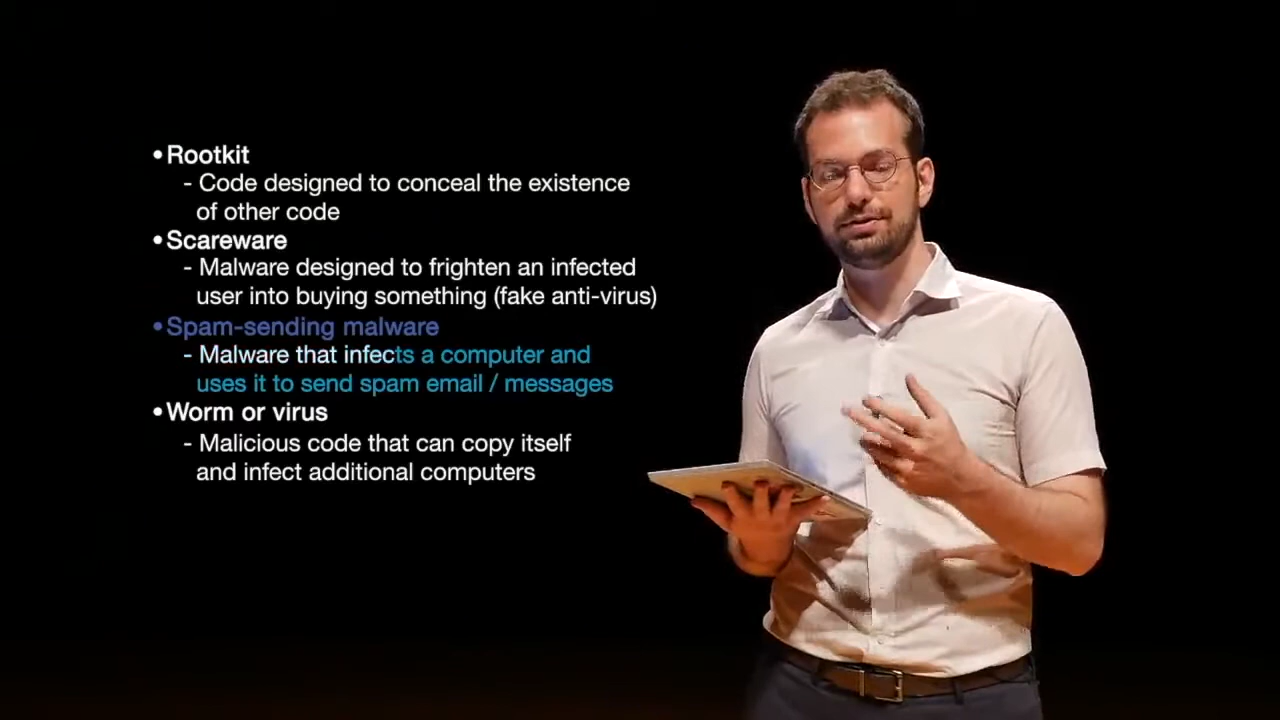 •Rootkit
- Code designed to conceal the existence
of other code
•Scareware
- Malware designed to frighten an infected
user into buying something (fake anti-virus)
•Spam-sending malware
- Malware that infects a computer and
uses it to send spam email / messages
•Worm or virus
- Malicious code that can copy itself
and infect additional computers